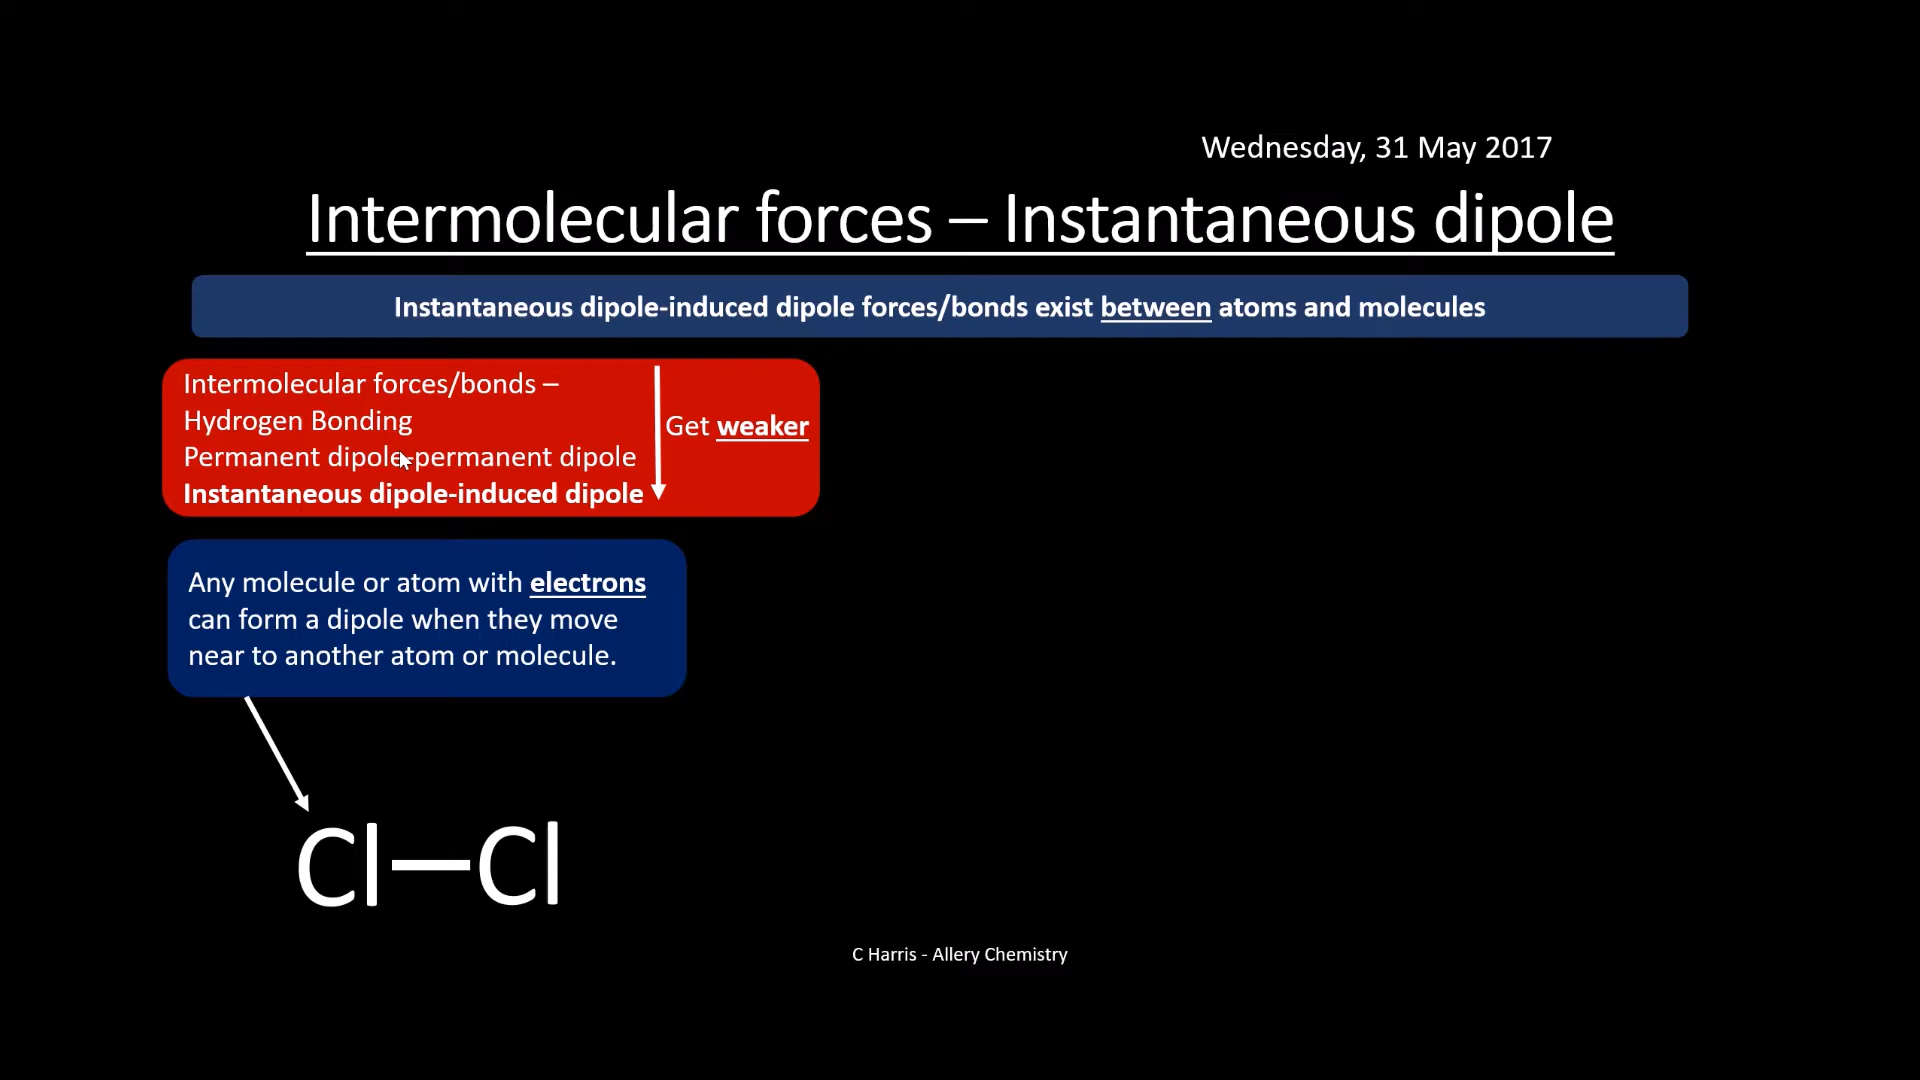 Wednesday, 31 May 2017
Intermolecular forces – Instantaneous dipole
Instantaneous dipole-induced dipole forces/bonds exist between atoms and molecules
Intermolecular forces/bonds –
Hydrogen Bonding
Permanent dipole-permanent dipole
Instantaneous dipole-induced dipole
Get weaker
Any molecule or atom with electrons
can form a dipole when they move
near to another atom or molecule.
Cl—Cl
C Harris - Allery Chemistry